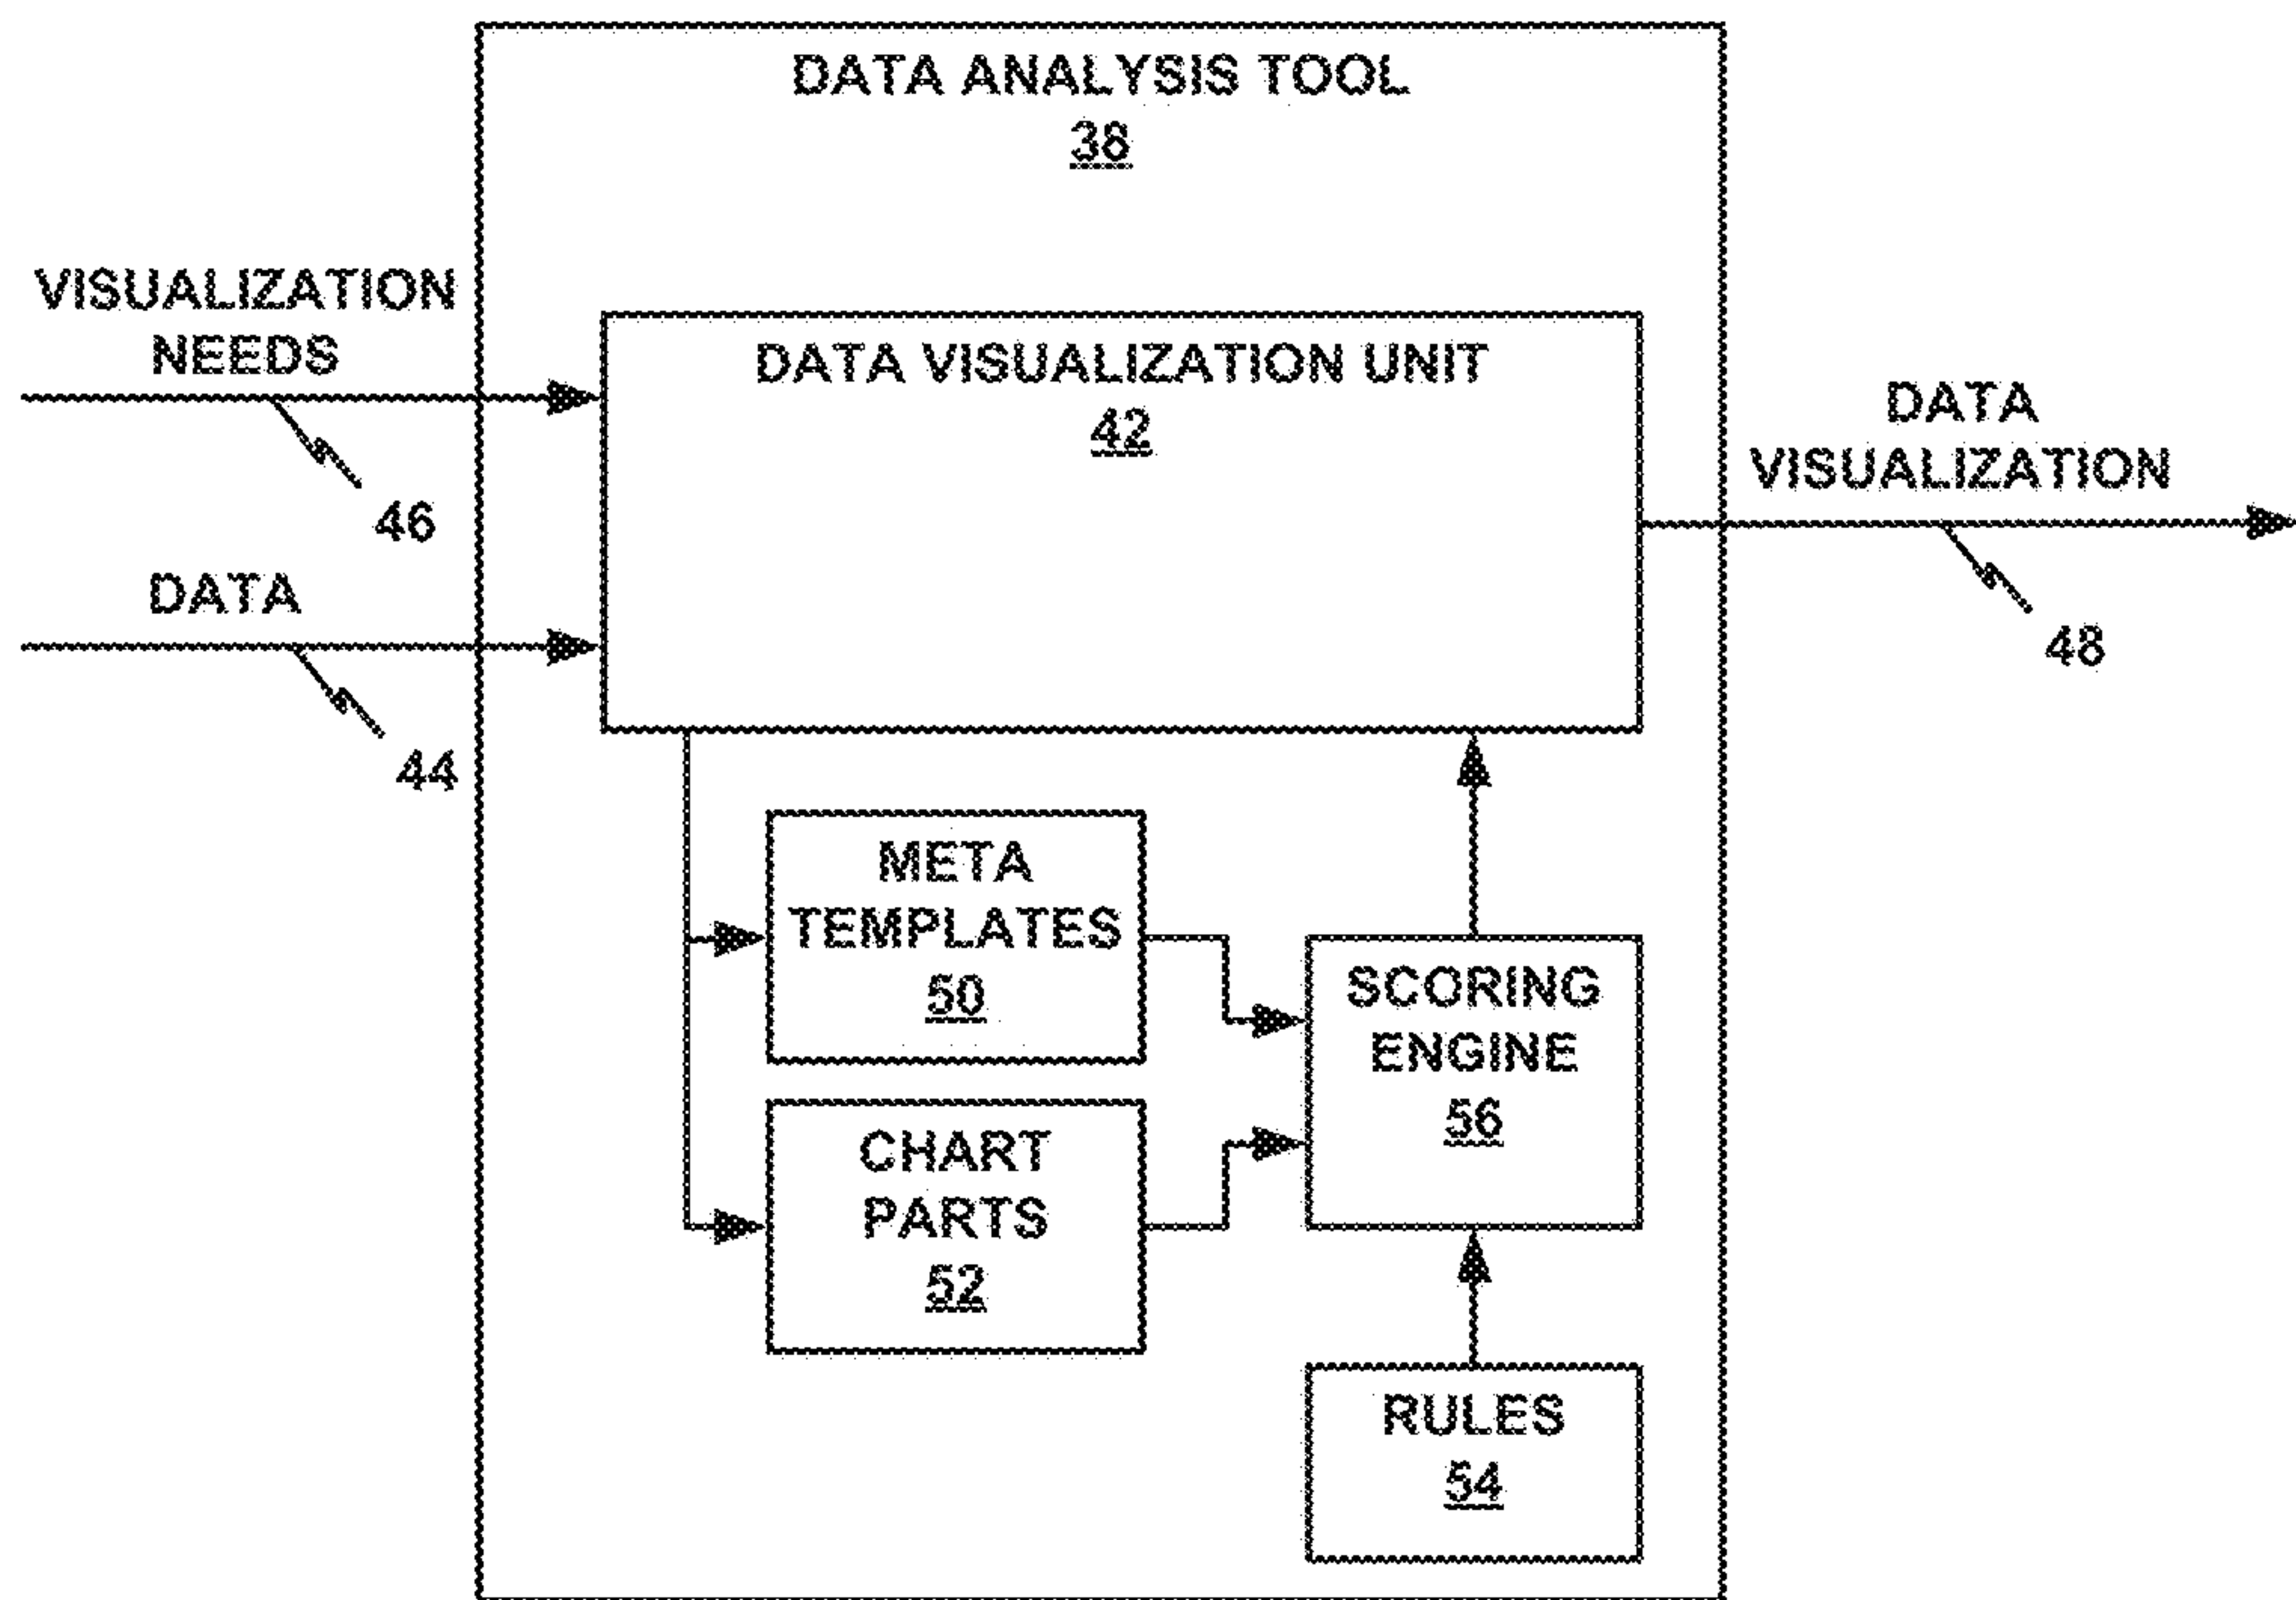 DATA ANALYSIS TOOL
38
VISUALIZATION
NEEDS
46
DATA
44
DATA VISUALIZATION UNIT
42
DATA
VISUALIZATION
48
META
TEMPLATES
50
CHART
PARTS
52
SCORING
ENGINE
56
RULES
54